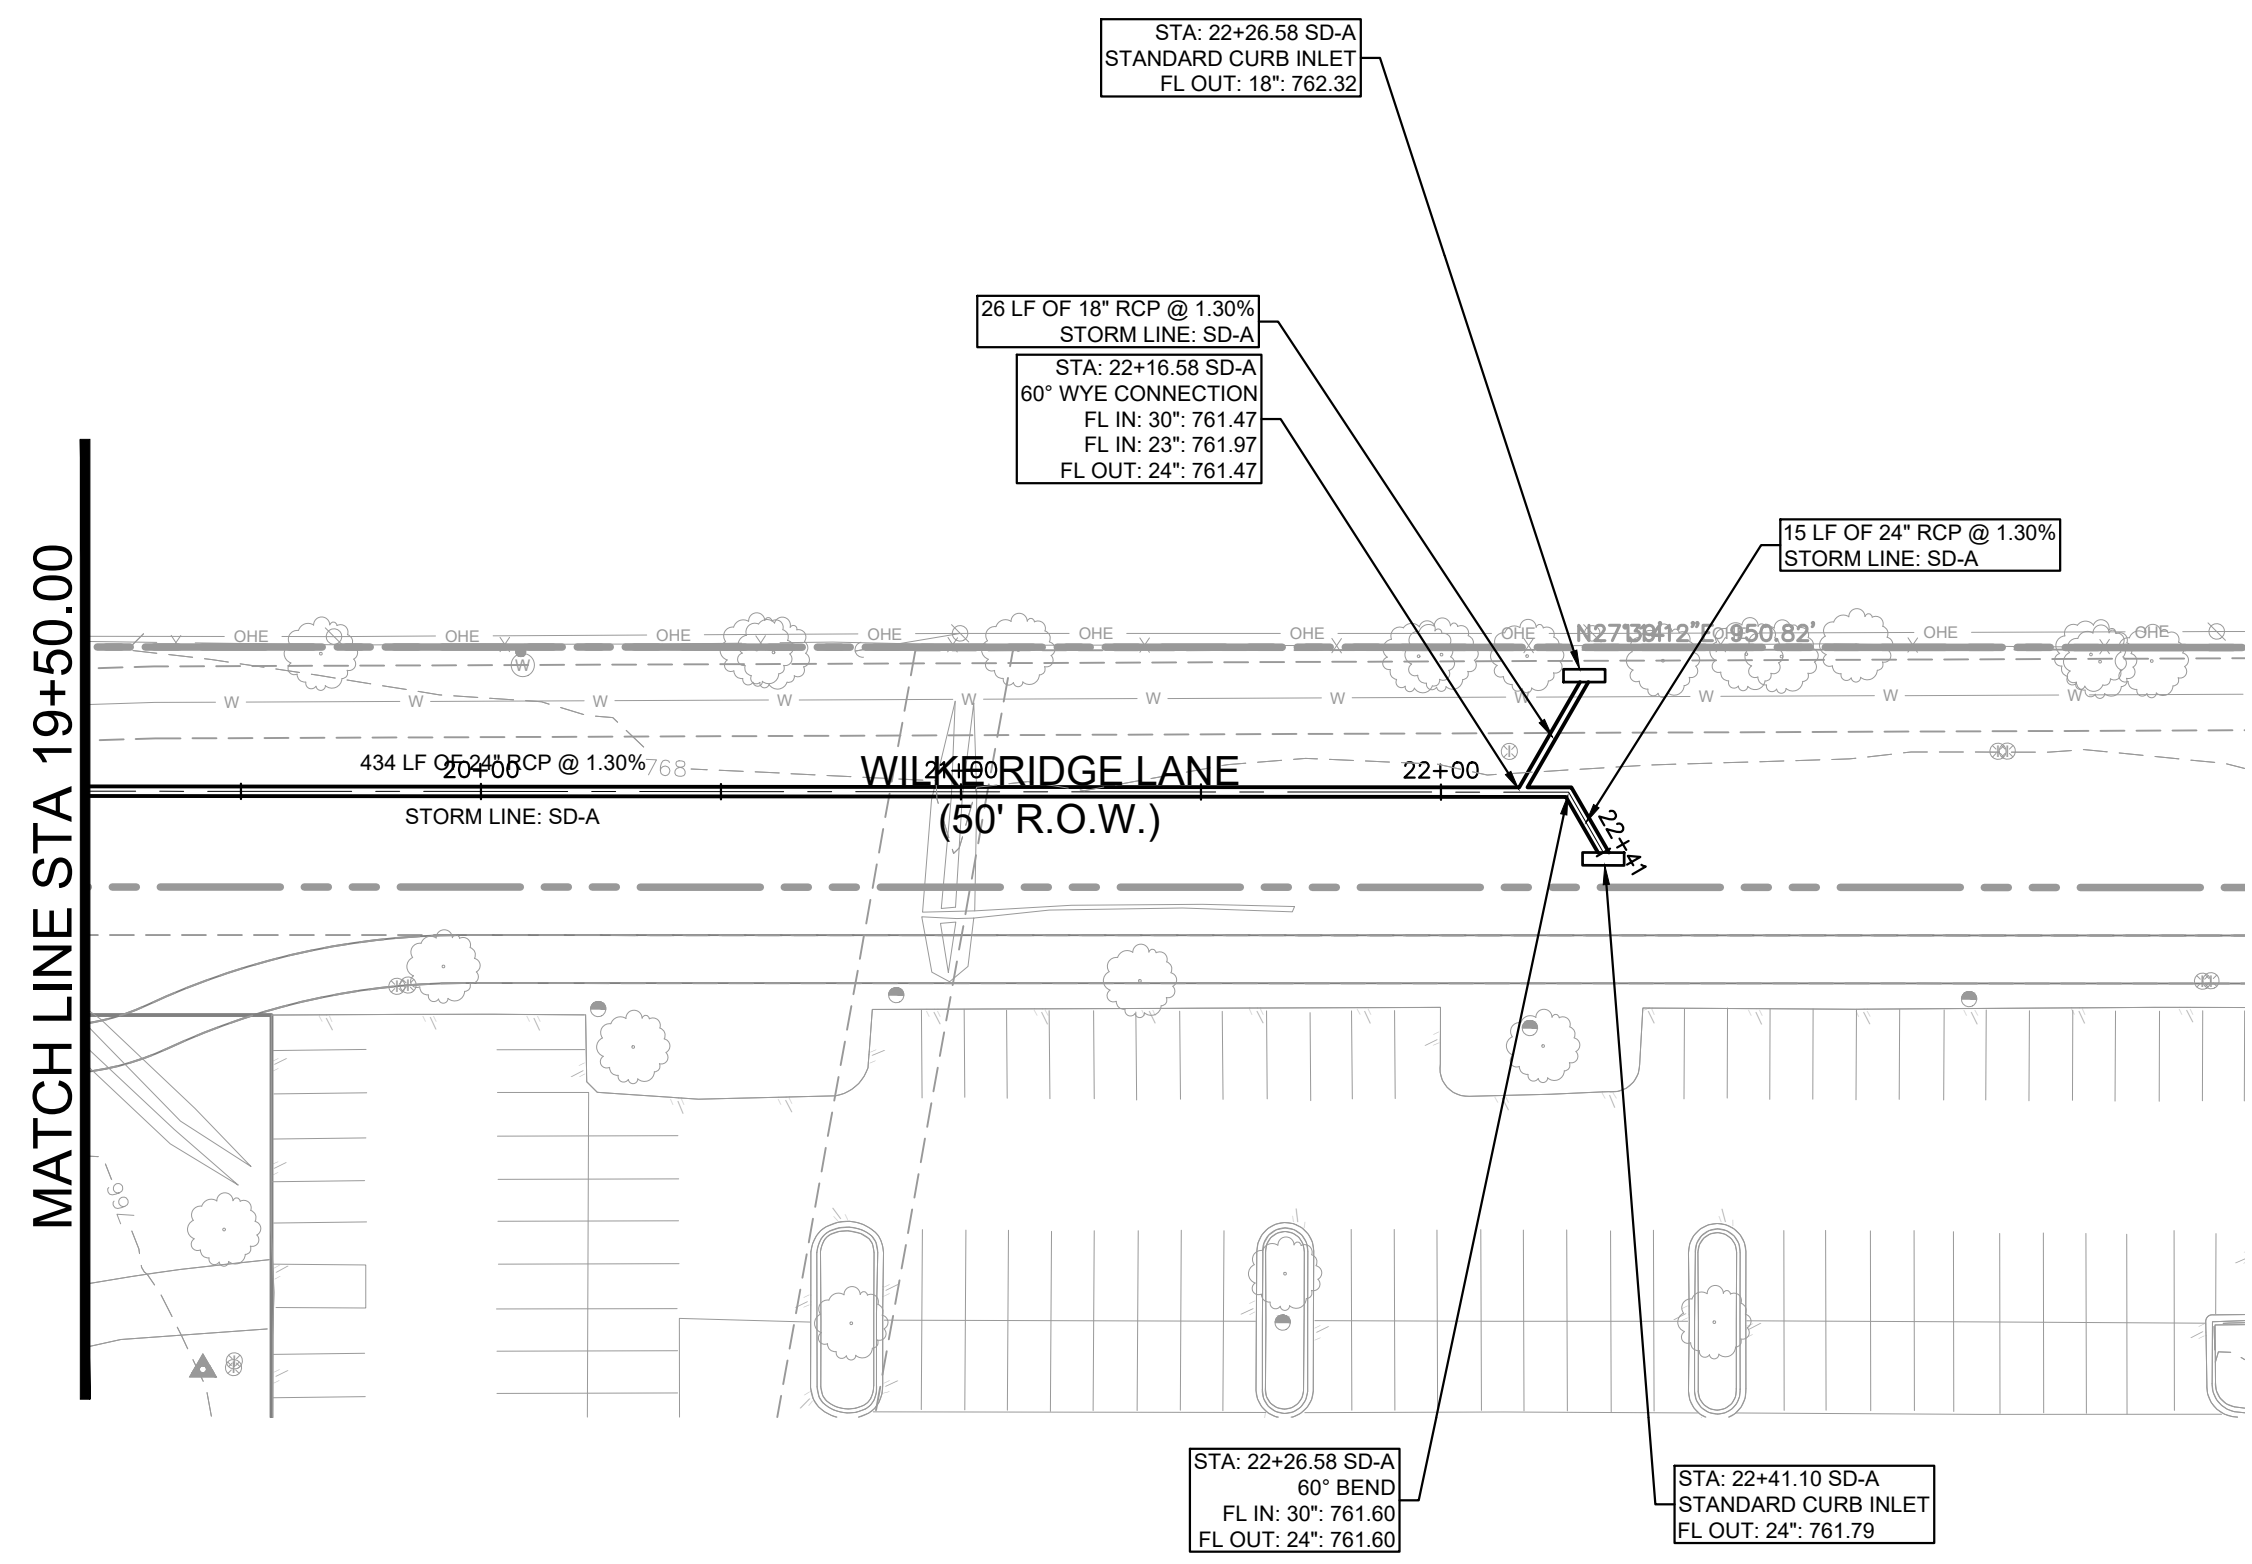 STA: 22+26.58 SD-A
STANDARD CURB INLET
FL OUT: 18": 762.32
26 LF OF 18" RCP @ 1.30%
STORM LINE: SD-A
STA: 22+16.58 SD-A
60° WYE CONNECTION
FL IN: 30": 761.47
FL IN: 23": 761.97
FL OUT: 24": 761.47
15 LF OF 24" RCP @ 1.30%
STORM LINE: SD-A
MATCH LINE STA 19+50.00
OHE
OHE
OHE
OHE
OHE
OHE
950.82'
OHE
OHE
W
W
W
W
W
W
W
W
W
W
W
W
434 LF OF 24" RCP @ 1.30%
20+00
768
WILKE RIDGE LANE
21+00
22+00
STORM LINE: SD-A
(50' R.O.W.)
22+41
766
STA: 22+26.58 SD-A
60° BEND
FL IN: 30": 761.60
FL OUT: 24": 761.60
STA: 22+41.10 SD-A
STANDARD CURB INLET
FL OUT: 24": 761.79